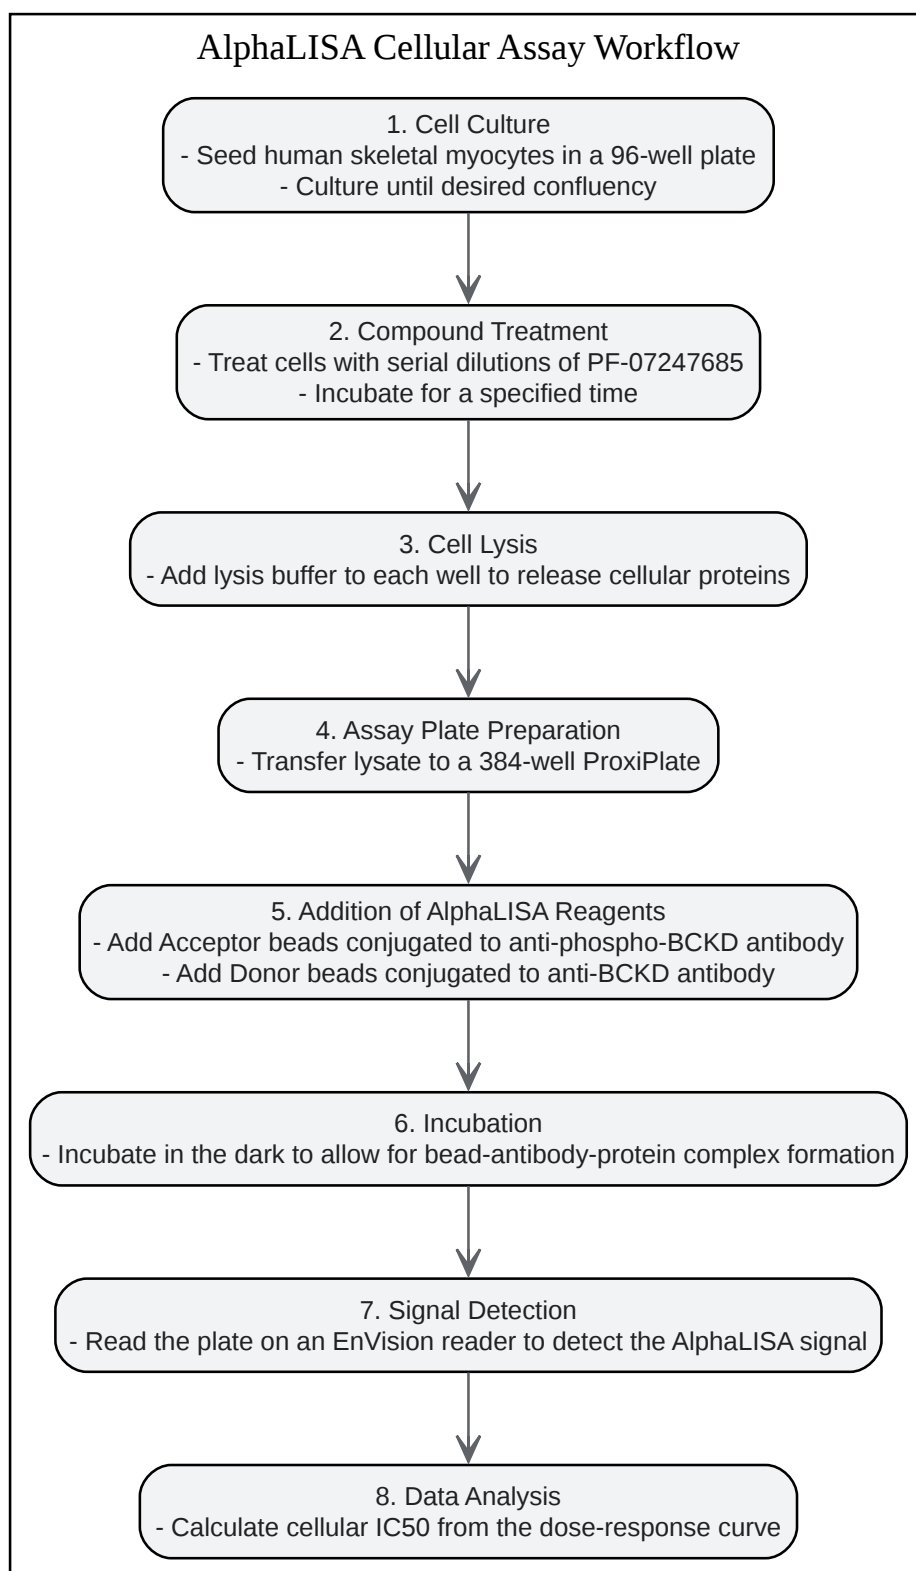 AlphaLISA Cellular Assay Workflow
1. Cell Culture
- Seed human skeletal myocytes in a 96-well plate
- Culture until desired confluency
2. Compound Treatment
- Treat cells with serial dilutions of PF-07247685
- Incubate for a specified time
3. Cell Lysis
- Add lysis buffer to each well to release cellular proteins
4. Assay Plate Preparation
- Transfer lysate to a 384-well ProxiPlate
5. Addition of AlphaLISA Reagents
- Add Acceptor beads conjugated to anti-phospho-BCKD antibody
- Add Donor beads conjugated to anti-BCKD antibody
6. Incubation
- Incubate in the dark to allow for bead-antibody-protein complex formation
7. Signal Detection
- Read the plate on an EnVision reader to detect the AlphaLISA signal
8. Data Analysis
- Calculate cellular IC50 from the dose-response curve